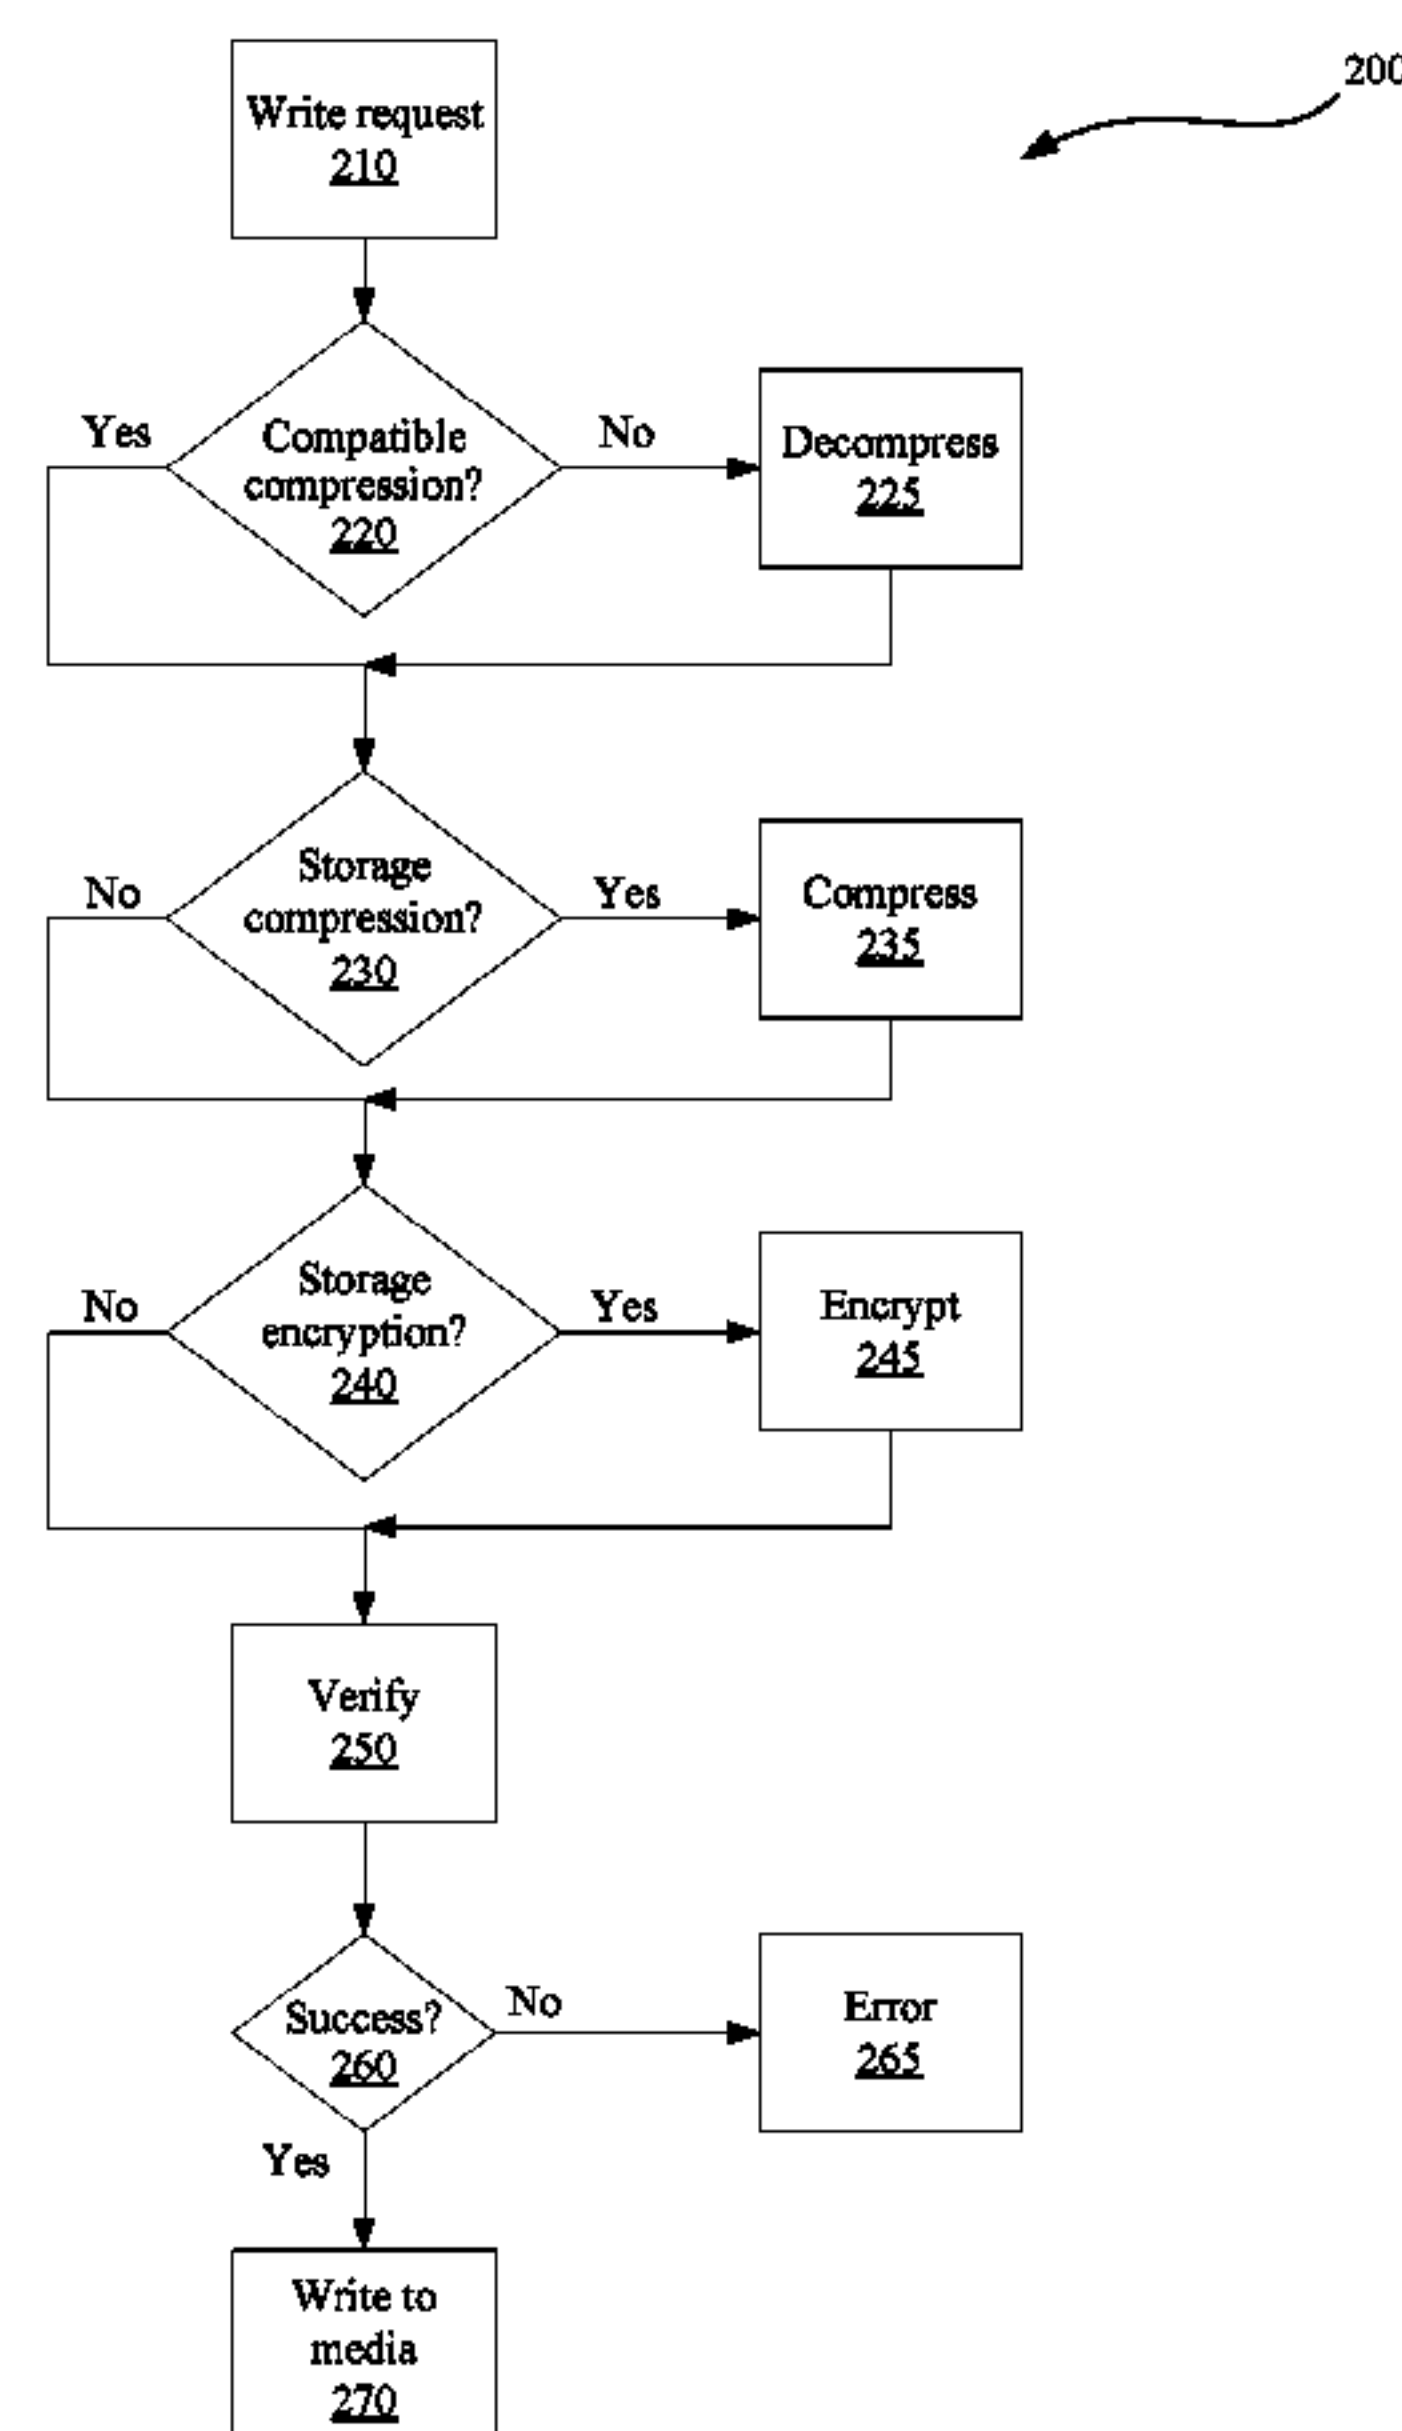 200
Write request
210
Yes
Compatible
compression?
220
No
Decompress
225
No
Storage
compression?
230
Yes
Compress
235
No
Storage
encryption?
240
Yes
Encrypt
245
Verify
250
Success?
260
No
Error
265
Yes
Write to
media
270